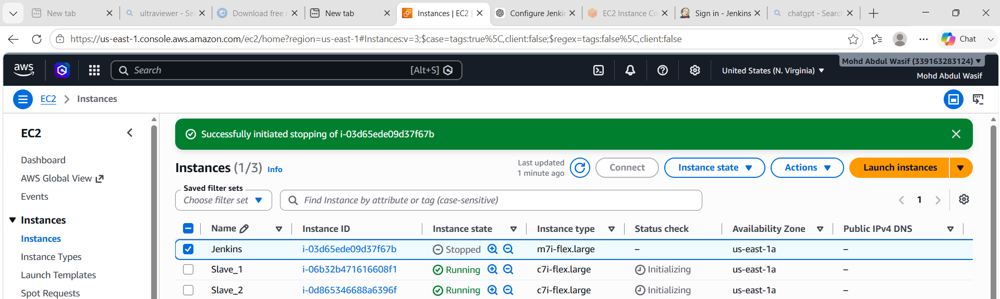 New tab
ultraviewer - Sea
Download free r
New tab
Instances | EC2 |
Configure Jenkin
EC2 Instance Co
Sign in - Jenkins
chatgpt - Search
https://us-east-1.console.aws.amazon.com/ec2/home?region=us-east-1#Instances:v=3;$case=tags:true%5C,client:false;$regex=tags:false%5C,client:false
Chat
aws
Search
[Alt+S]
United States (N. Virginia)
Mohd Abdul Wasif (339163283124)
Mohd Abdul Wasif
EC2
Instances
EC2
Dashboard
AWS Global View
Events
Instances
Instances
Instance Types
Launch Templates
Spot Requests
Successfully initiated stopping of i-03d65ede09d37f67b
Instances (1/3) Info
Last updated
1 minute ago
Connect
Instance state
Actions
Launch instances
Saved filter sets
Choose filter set
Find Instance by attribute or tag (case-sensitive)
1
Name Instance ID Instance state Instance type Status check Availability Zone Public IPv4 DNS
Jenkins i-03d65ede09d37f67b Stopped m7i-flex.large – us-east-1a –
Slave_1 i-06b32b471616608f1 Running c7i-flex.large Initializing us-east-1a –
Slave_2 i-0d865346688a6396f Running c7i-flex.large Initializing us-east-1a –